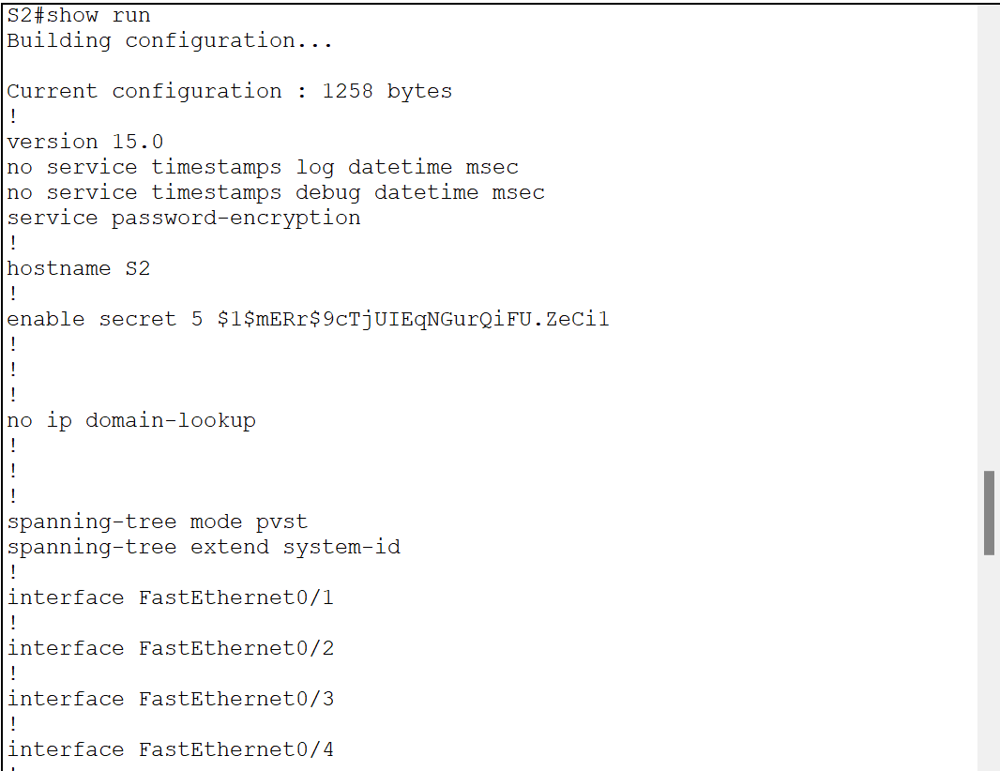 S2#show run
Building configuration...
Current configuration : 1258 bytes
!
version 15.0
no service timestamps log datetime msec
no service timestamps debug datetime msec
service password-encryption
!
hostname S2
!
enable secret 5 $1$mERr$9cTjUIEqNGurQiFU.ZeCi1
!
!
!
no ip domain-lookup
!
!
!
spanning-tree mode pvst
spanning-tree extend system-id
!
interface FastEthernet0/1
!
interface FastEthernet0/2
!
interface FastEthernet0/3
!
interface FastEthernet0/4
!